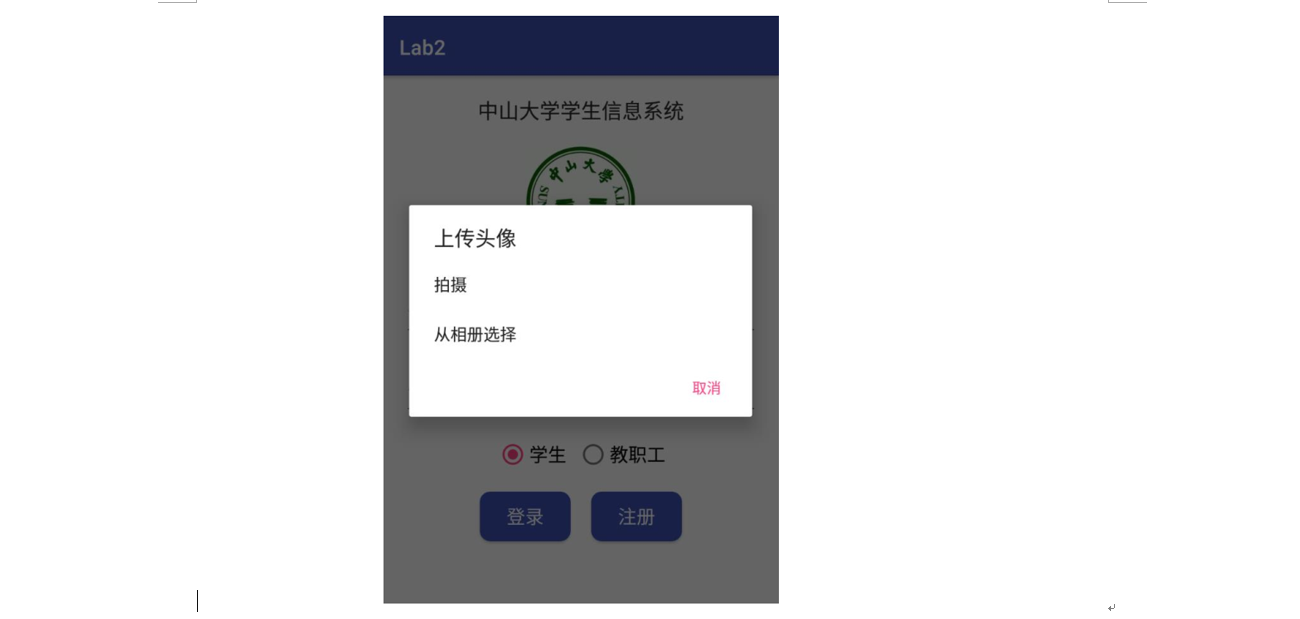 Lab2
中山大学学生信息系统
中山大学
上传头像
拍摄
从相册选择
取消
学生 教职工
登录 注册